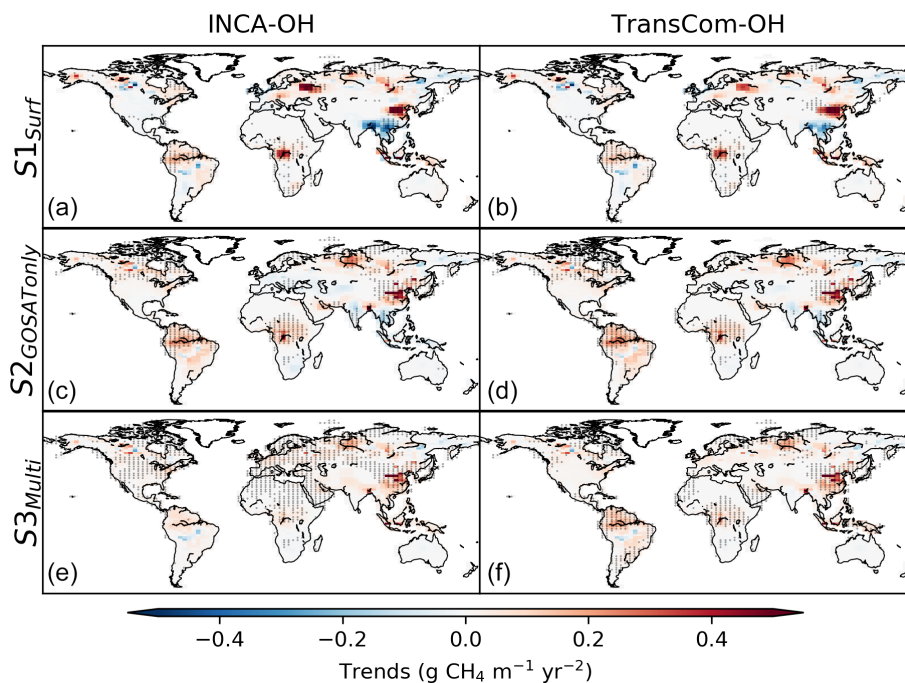 INCA-OH TransCom-OH
S1Surf
(a) (b)
S2GOSATonly
(c) (d)
S3Multi
(e) (f)
−0.4 −0.2 0.0 0.2 0.4
Trends (g CH₄ m⁻¹ yr⁻²)